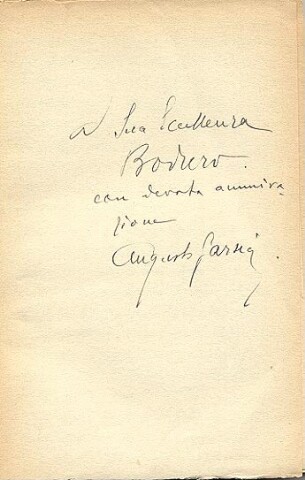 A Sua Eccellenza
Bodrero.
con devota ammira-
zione
Augusto Garsia.